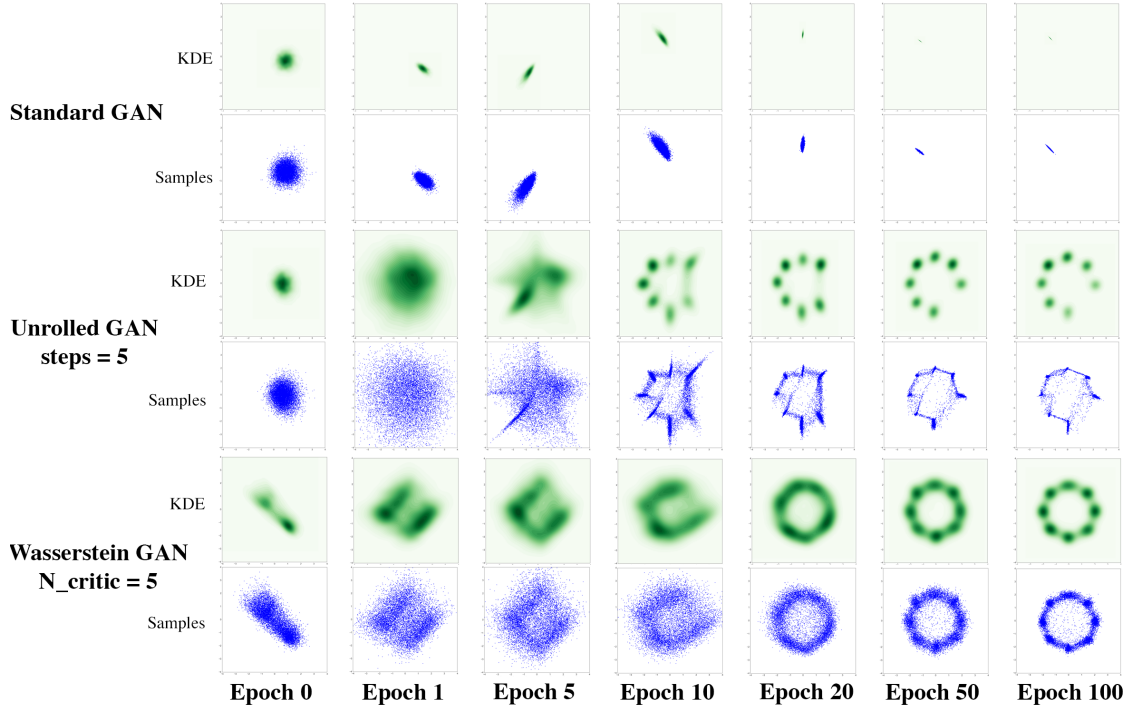 KDE
Standard GAN
Samples
KDE
Unrolled GAN
steps = 5
Samples
KDE
Wasserstein GAN
N_critic = 5
Samples
Epoch 0 Epoch 1 Epoch 5 Epoch 10 Epoch 20 Epoch 50 Epoch 100